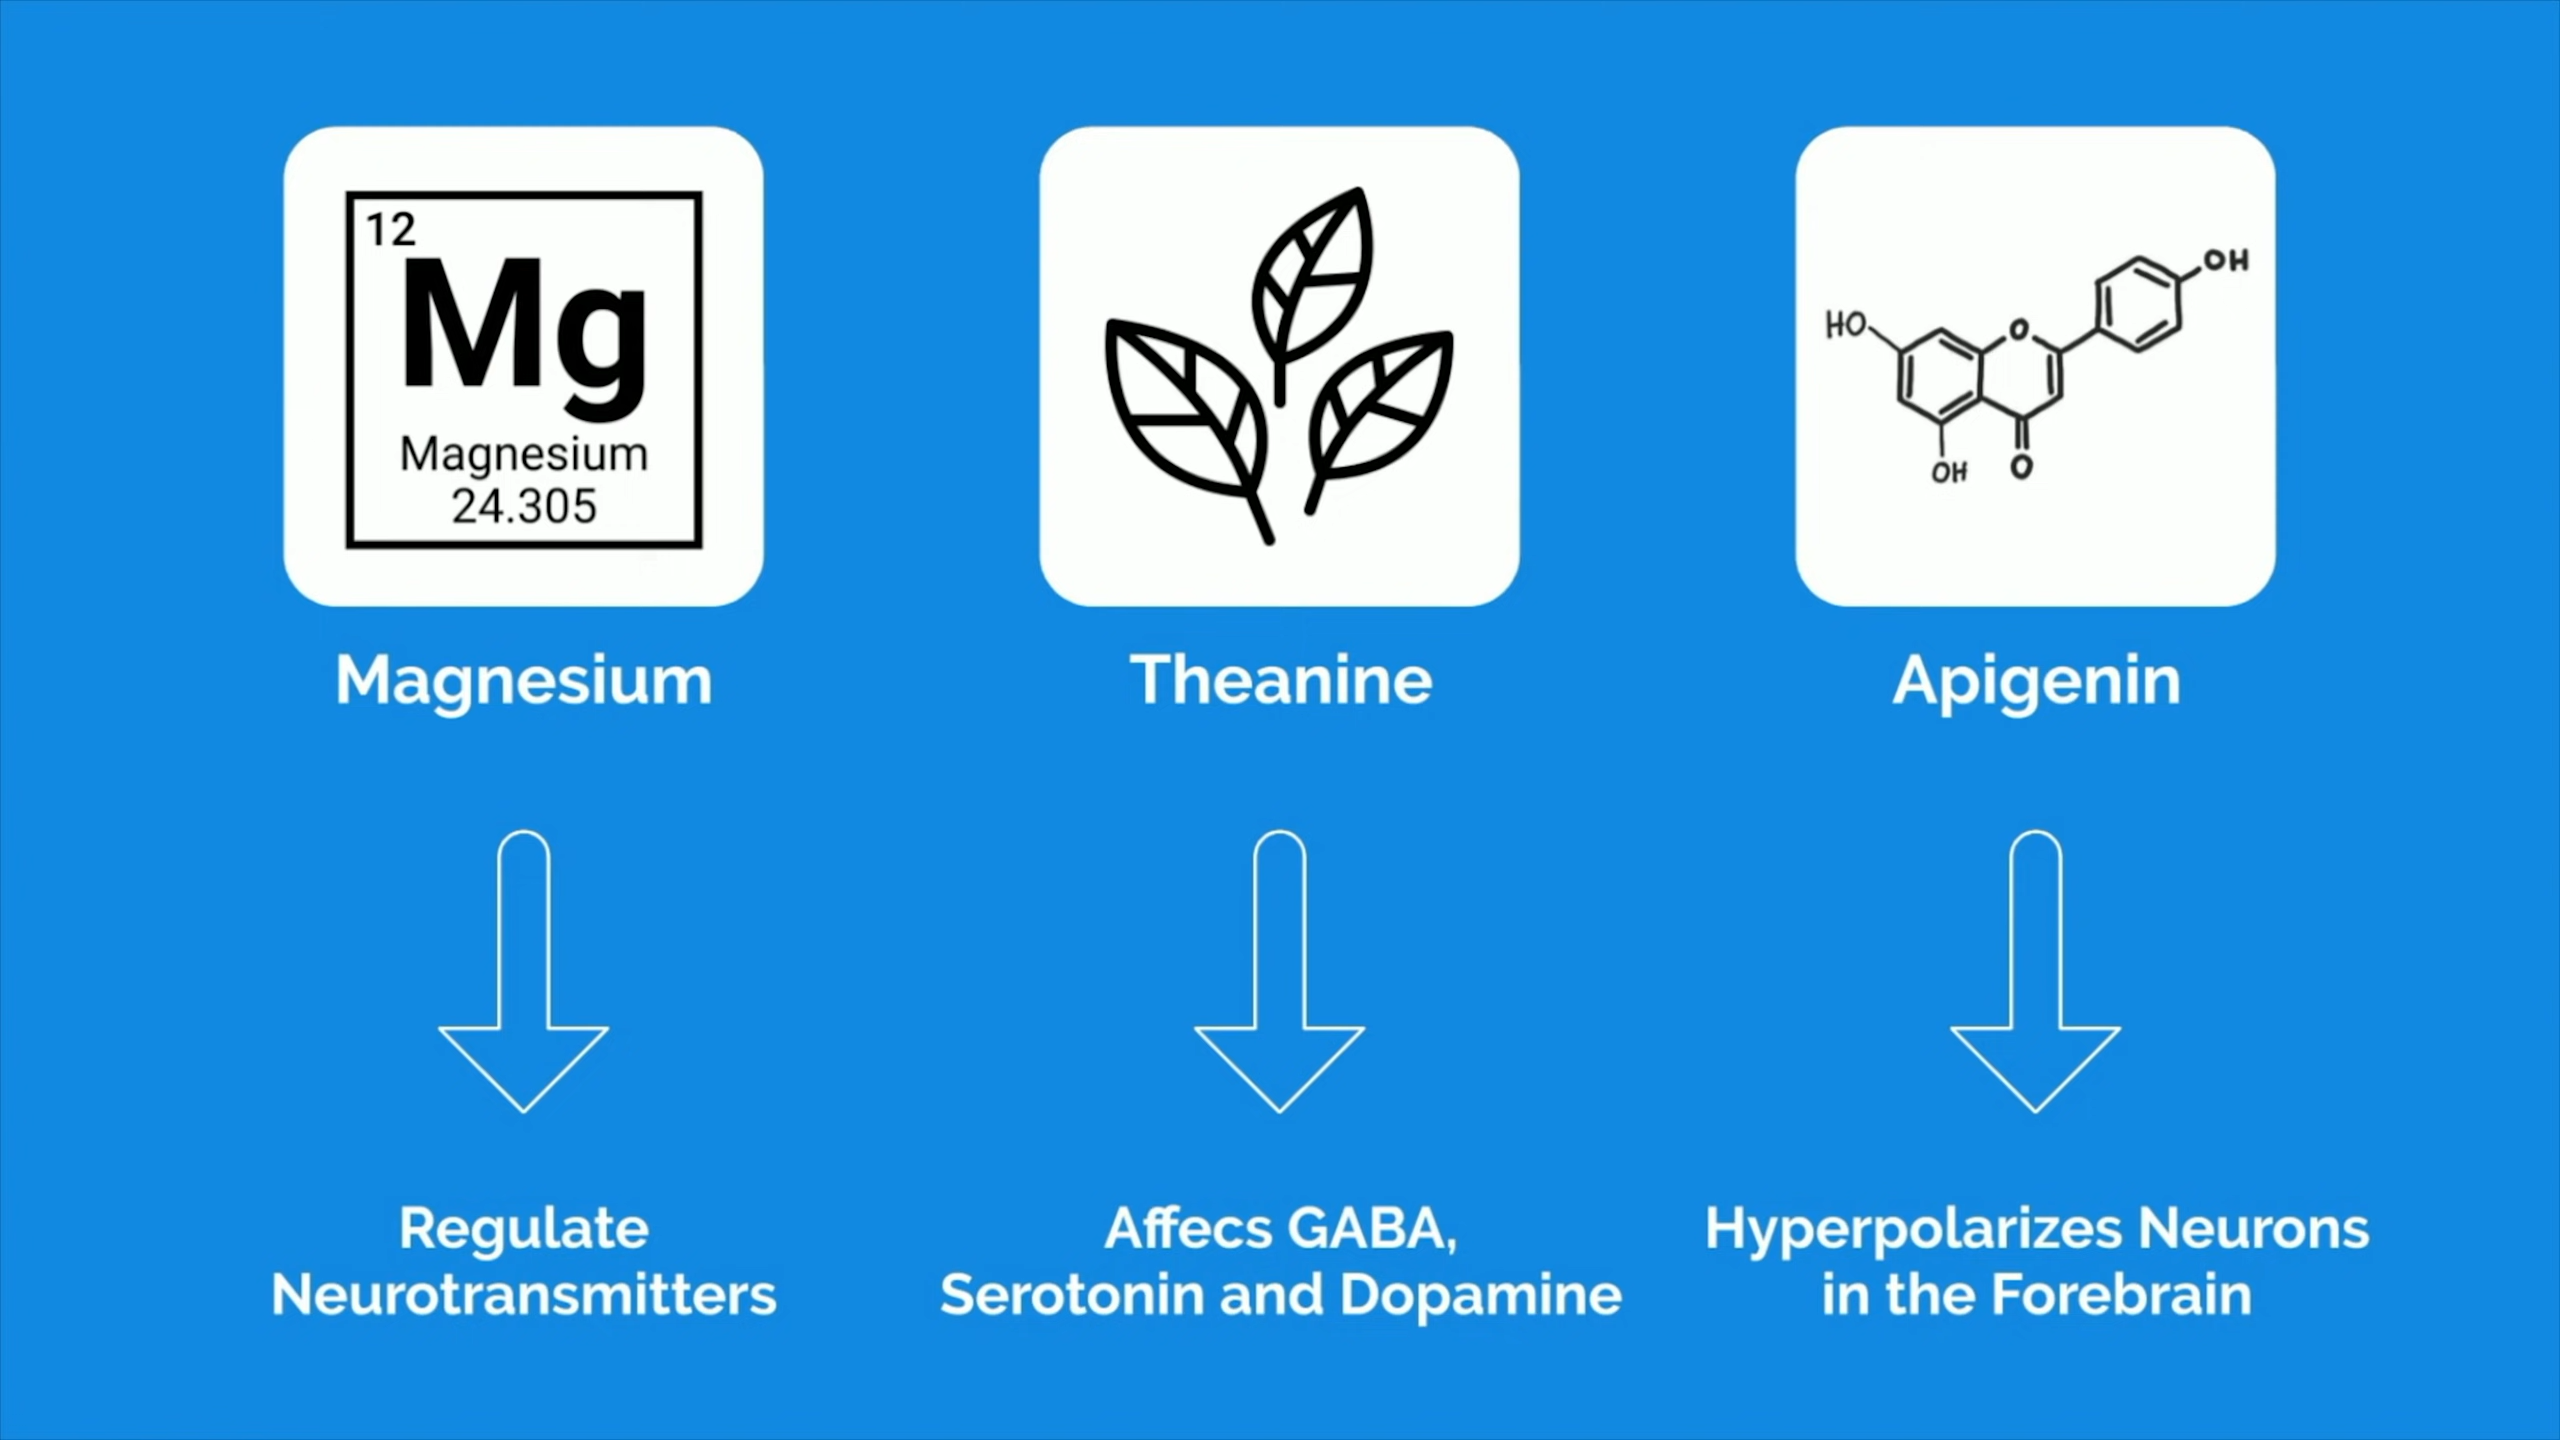 12
Mg
Magnesium
24.305
HO
O
OH
OH
O
Magnesium
Theanine
Apigenin
Regulate
Neurotransmitters
Affecs GABA,
Serotonin and Dopamine
Hyperpolarizes Neurons
in the Forebrain